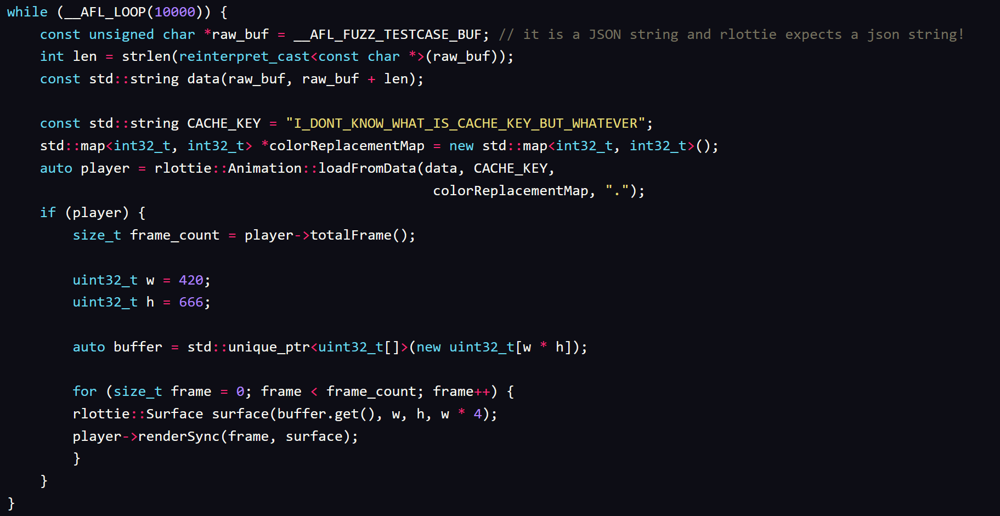 while (__AFL_LOOP(10000)) {
    const unsigned char *raw_buf = __AFL_FUZZ_TESTCASE_BUF; // it is a JSON string and rlottie expects a json string!
    int len = strlen(reinterpret_cast<const char *>(raw_buf));
    const std::string data(raw_buf, raw_buf + len);

    const std::string CACHE_KEY = "I_DONT_KNOW_WHAT_IS_CACHE_KEY_BUT_WHATEVER";
    std::map<int32_t, int32_t> *colorReplacementMap = new std::map<int32_t, int32_t>();
    auto player = rlottie::Animation::loadFromData(data, CACHE_KEY,
                                                    colorReplacementMap, ".");
    if (player) {
        size_t frame_count = player->totalFrame();

        uint32_t w = 420;
        uint32_t h = 666;

        auto buffer = std::unique_ptr<uint32_t[]>(new uint32_t[w * h]);

        for (size_t frame = 0; frame < frame_count; frame++) {
        rlottie::Surface surface(buffer.get(), w, h, w * 4);
        player->renderSync(frame, surface);
        }
    }
}